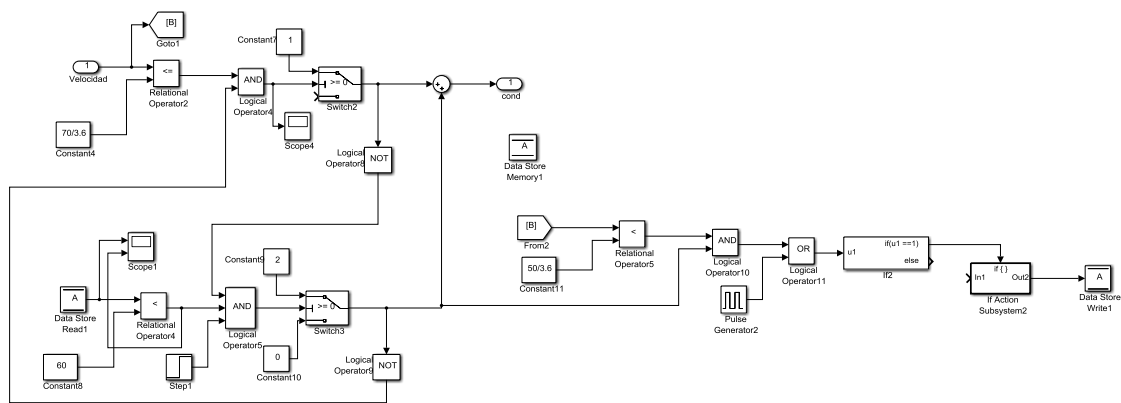 [B]
Goto1
1
Velocidad
<=
Relational
Operator2
70/3.6
Constant4
AND
Logical
Operator4
Constant7
1
>= 0
Switch2
Scope4
+
+
1
cond
Logical
Operator8
NOT
A
Data Store
Memory1
Scope1
A
Data Store
Read1
<
Relational
Operator4
60
Constant8
Step1
AND
Logical
Operator5
Constant9
2
>= 0
Switch3
0
Constant10
Logical
Operator9
NOT
[B]
From2
50/3.6
Constant11
<
Relational
Operator5
AND
Logical
Operator10
Pulse
Generator2
OR
Logical
Operator11
u1
if(u1 ==1)
else
If2
if { }
In1
Out2
If Action
Subsystem2
A
Data Store
Write1